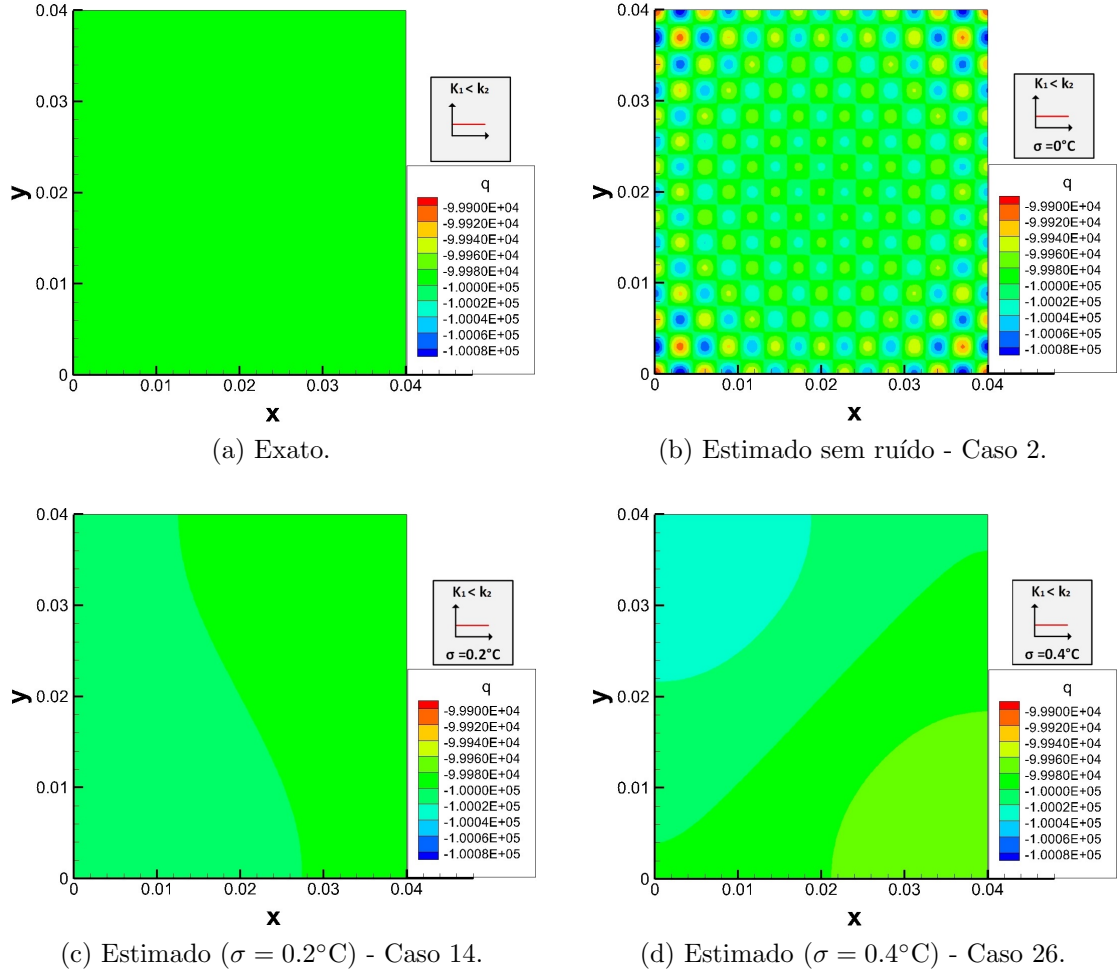 0.04
0.03
0.02
0.01
0
y
0
0.01
0.02
0.03
0.04
x
K₁ < k₂
q
-9.9900E+04
-9.9920E+04
-9.9940E+04
-9.9960E+04
-9.9980E+04
-1.0000E+05
-1.0002E+05
-1.0004E+05
-1.0006E+05
-1.0008E+05
(a) Exato.
0.04
0.03
0.02
0.01
0
y
0
0.01
0.02
0.03
0.04
x
K₁ < k₂
σ =0°C
q
-9.9900E+04
-9.9920E+04
-9.9940E+04
-9.9960E+04
-9.9980E+04
-1.0000E+05
-1.0002E+05
-1.0004E+05
-1.0006E+05
-1.0008E+05
(b) Estimado sem ruído - Caso 2.
0.04
0.03
0.02
0.01
0
y
0
0.01
0.02
0.03
0.04
x
K₁ < k₂
σ =0.2°C
q
-9.9900E+04
-9.9920E+04
-9.9940E+04
-9.9960E+04
-9.9980E+04
-1.0000E+05
-1.0002E+05
-1.0004E+05
-1.0006E+05
-1.0008E+05
(c) Estimado (σ = 0.2°C) - Caso 14.
0.04
0.03
0.02
0.01
0
y
0
0.01
0.02
0.03
0.04
x
K₁ < k₂
σ =0.4°C
q
-9.9900E+04
-9.9920E+04
-9.9940E+04
-9.9960E+04
-9.9980E+04
-1.0000E+05
-1.0002E+05
-1.0004E+05
-1.0006E+05
-1.0008E+05
(d) Estimado (σ = 0.4°C) - Caso 26.